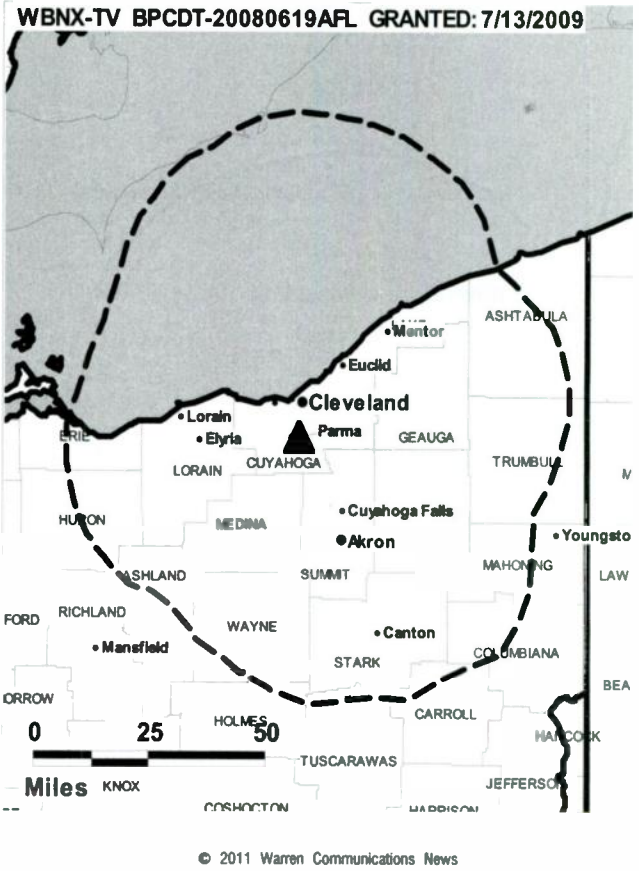 WBNX-TV BPCDT-20080619AFL GRANTED: 7/13/2009
ASHTABULA
Mentor
Euclid
Cleveland
Lorain
Parma
ERIE
Elyria
GEAUGA
CUYAHOGA
TRUMBULL
LORAIN
M
Cuyahoga Falls
HURON
MEDINA
Youngsto
Akron
MAHONING
ASHLAND
SUMMIT
LAW
RICHLAND
FORD
WAYNE
Canton
Mansfield
COLUMBIANA
STARK
BEA
ORROW
CARROLL
HOLMES
0 25 50
HANCOCK
TUSCARAWAS
Miles
KNOX
JEFFERSON
COSHOCTON
HARRISON
© 2011 Warren Communications News